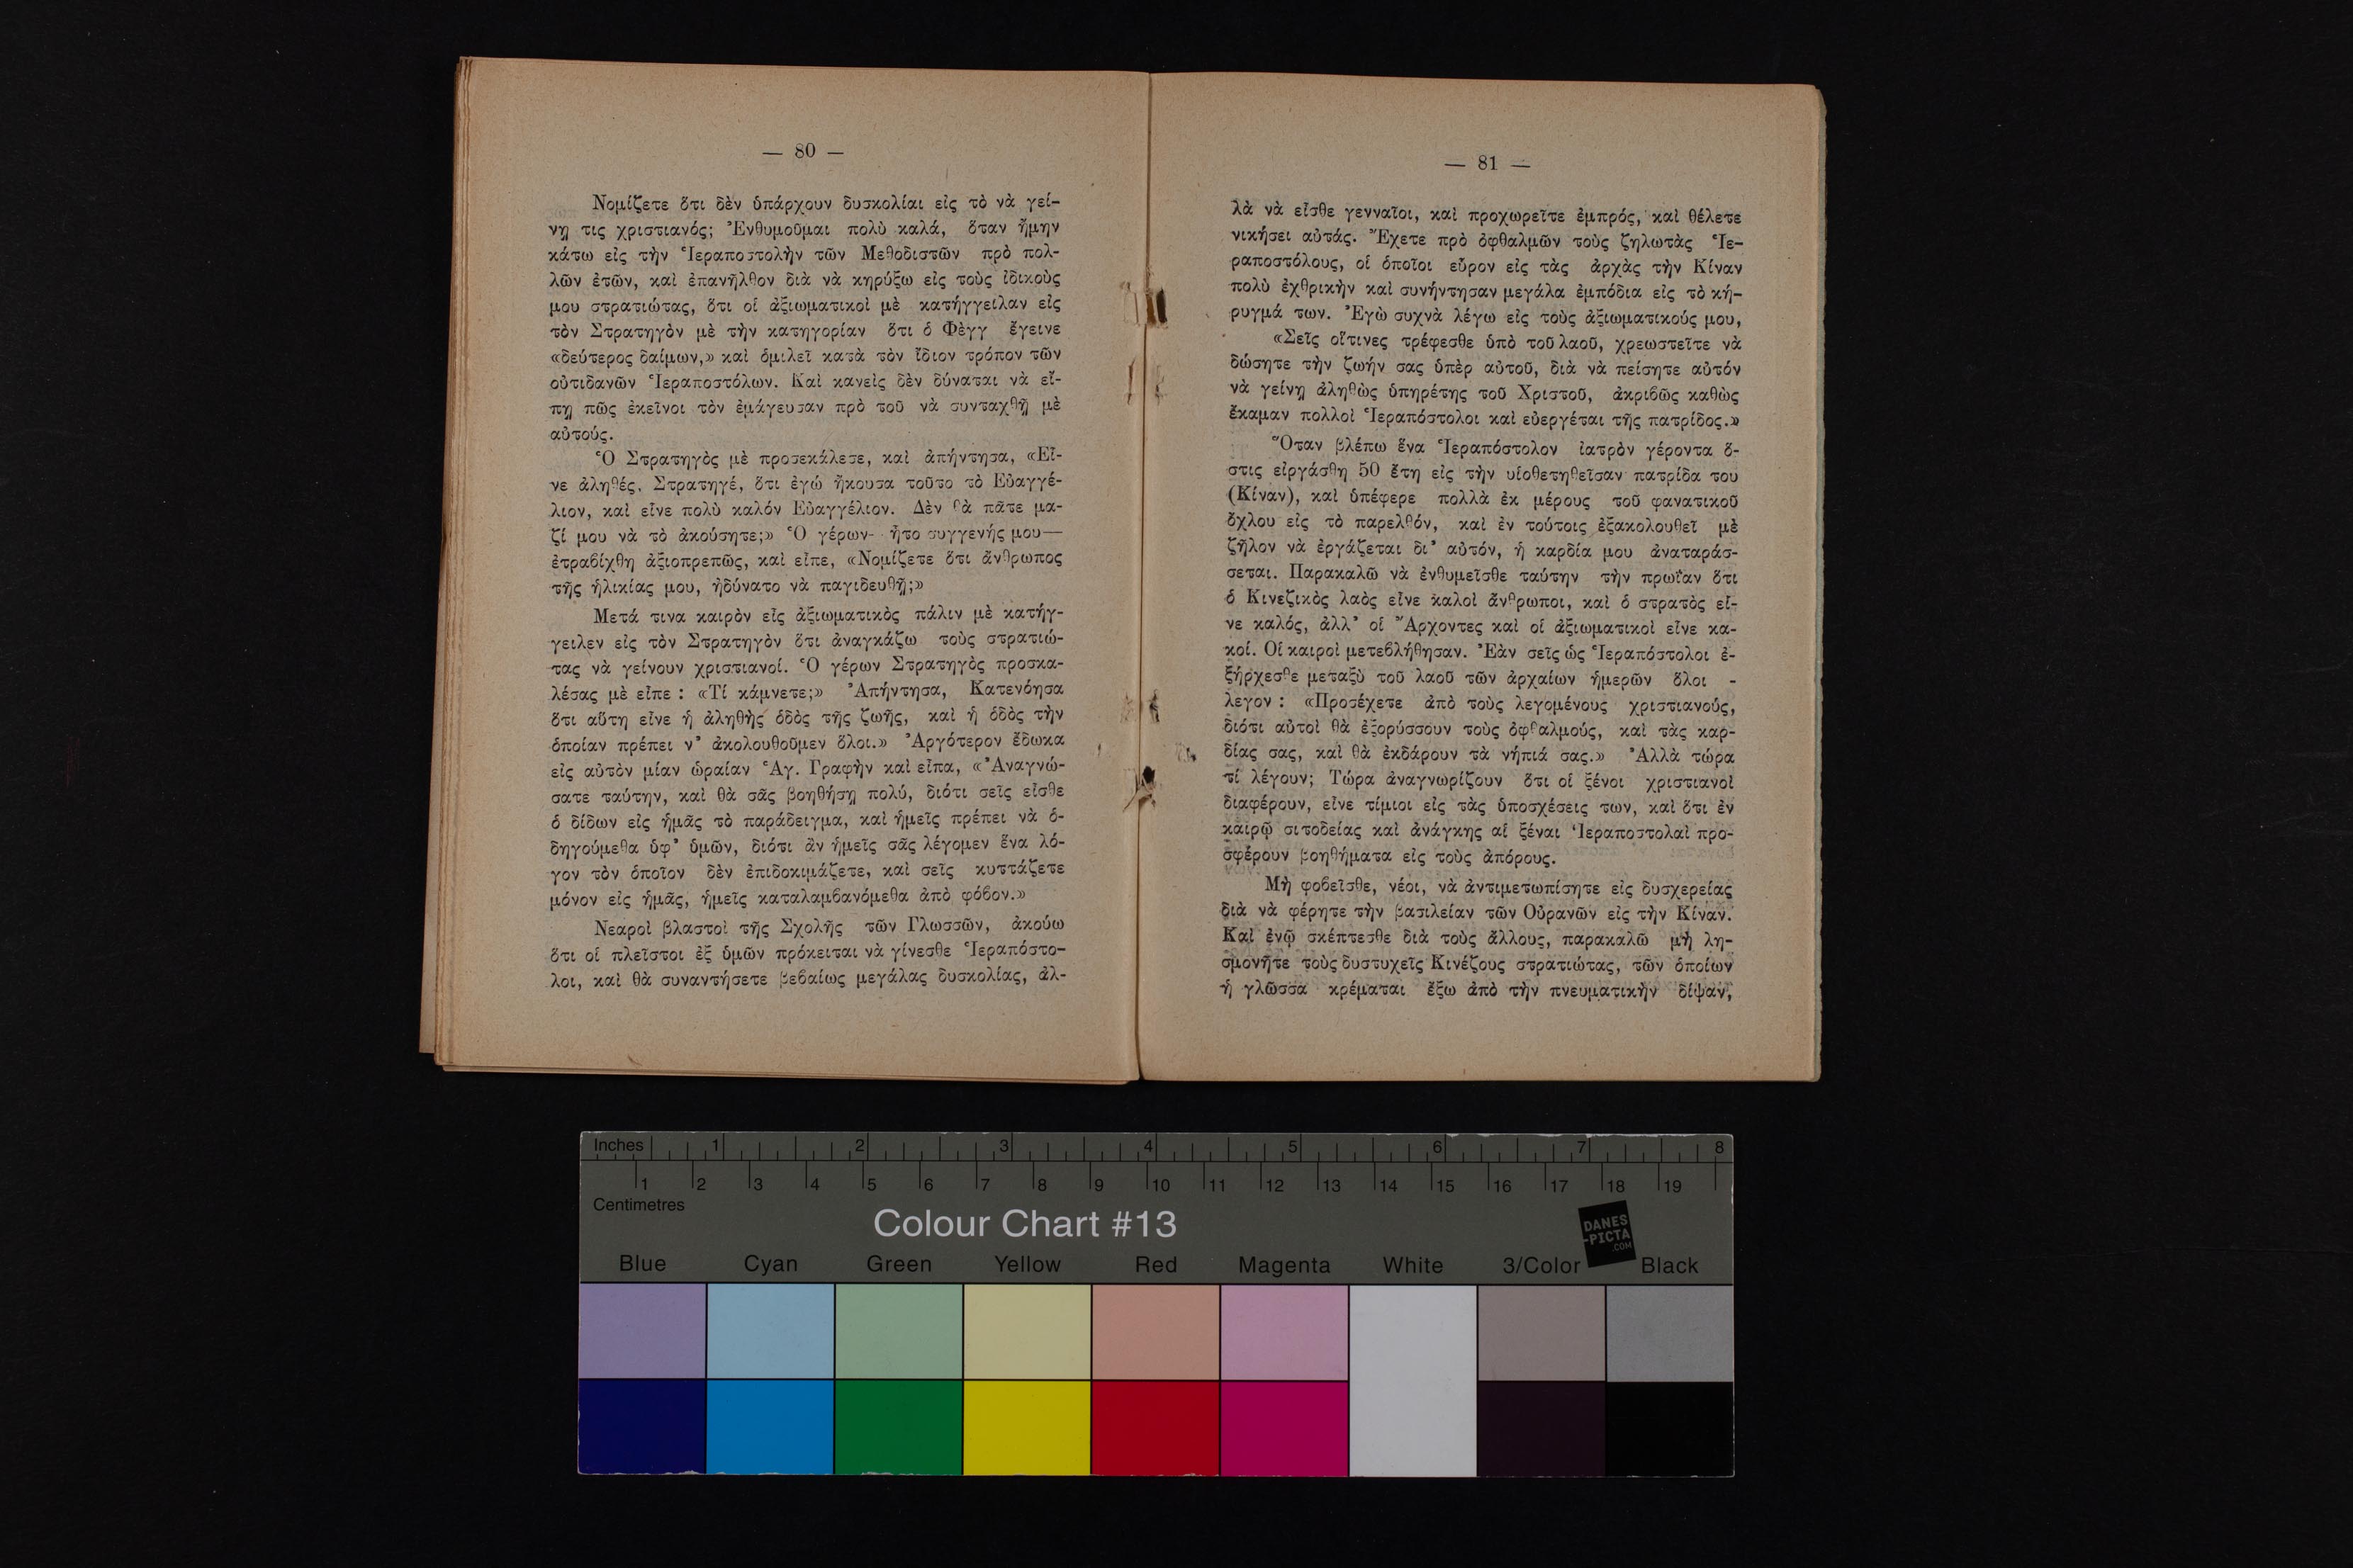 — 80 —
Νομίζετε ὅτι δὲν ὑπάρχουν δυσκολίαι εἰς τὸ νὰ γεί-
νῃ τις χριστιανός; Ἐνθυμοῦμαι πολὺ καλά, ὅταν ἤμην
κάτω εἰς τὴν Ἱεραποστολὴν τῶν Μεθοδιστῶν πρὸ πολ-
λῶν ἐτῶν, καὶ ἐπανῆλθον διὰ νὰ κηρύξω εἰς τοὺς ἰδικοὺς
μου στρατιώτας, ὅτι οἱ ἀξιωματικοὶ μὲ κατήγγειλαν εἰς
τὸν Στρατηγὸν μὲ τὴν κατηγορίαν ὅτι ὁ Φὲγγ ἔγεινε
«δεύτερος δαίμων,» καὶ ὁμιλεῖ κατὰ τὸν ἴδιον τρόπον τῶν
οὐτιδανῶν Ἱεραποστόλων. Καὶ κανεὶς δὲν δύναται νὰ εἴ-
πῃ πῶς ἐκεῖνοι τὸν ἐμάγευσαν πρὸ τοῦ νὰ συνταχθῇ μὲ
αὐτούς.
Ὁ Στρατηγὸς μὲ προσεκάλεσε, καὶ ἀπήντησα, «Εἶ-
νε ἀληθές, Στρατηγέ, ὅτι ἐγώ ἤκουσα τοῦτο τὸ Εὐαγγέ-
λιον, καὶ εἶνε πολὺ καλόν Εὐαγγέλιον. Δὲν θὰ πᾶτε μα-
ζί μου νὰ τὸ ἀκούσητε;» Ὁ γέρων- ἦτο συγγενής μου—
ἐτραβίχθη ἀξιοπρεπῶς, καὶ εἶπε, «Νομίζετε ὅτι ἄνθρωπος
τῆς ἡλικίας μου, ἠδύνατο νὰ παγιδευθῇ;»
Μετά τινα καιρὸν εἷς ἀξιωματικὸς πάλιν μὲ κατήγ-
γειλεν εἰς τὸν Στρατηγὸν ὅτι ἀναγκάζω τοὺς στρατιώ-
τας νὰ γείνουν χριστιανοί. Ὁ γέρων Στρατηγὸς προσκα-
λέσας μὲ εἶπε : «Τί κάμνετε;» Ἀπήντησα, Κατενόησα
ὅτι αὕτη εἶνε ἡ ἀληθὴς ὁδὸς τῆς ζωῆς, καὶ ἡ ὁδὸς τὴν
ὁποίαν πρέπει ν' ἀκολουθοῦμεν ὅλοι.» Ἀργότερον ἔδωκα
εἰς αὐτὸν μίαν ὡραίαν Ἁγ. Γραφὴν καὶ εἶπα, «Ἀναγνώ-
σατε ταύτην, καὶ θὰ σᾶς βοηθήσῃ πολύ, διότι σεῖς εἶσθε
ὁ δίδων εἰς ἡμᾶς τὸ παράδειγμα, καὶ ἡμεῖς πρέπει νὰ ὁ-
δηγούμεθα ὑφ' ὑμῶν, διότι ἀν ἡμεῖς σᾶς λέγομεν ἕνα λό-
γον τὸν ὁποῖον δὲν ἐπιδοκιμάζετε, καὶ σεῖς κυττάζετε
μόνον εἰς ἡμᾶς, ἡμεῖς καταλαμβανόμεθα ἀπὸ φόβον.»
Νεαροὶ βλαστοὶ τῆς Σχολῆς τῶν Γλωσσῶν, ἀκούω
ὅτι οἱ πλεῖστοι ἐξ ὑμῶν πρόκειται νὰ γίνεσθε Ἱεραπόστο-
λοι, καὶ θὰ συναντήσετε βεβαίως μεγάλας δυσκολίας, ἀλ-
— 81 —
λὰ νὰ εἶσθε γενναῖοι, καὶ προχωρεῖτε ἐμπρός, καὶ θέλετε
νικήσει αὐτάς. Ἔχετε πρὸ ὀφθαλμῶν τοὺς ζηλωτὰς Ἱε-
ραποστόλους, οἱ ὁποῖοι εὗρον εἰς τὰς ἀρχὰς τὴν Κίναν
πολὺ ἐχθρικὴν καὶ συνήντησαν μεγάλα ἐμπόδια εἰς τὸ κή-
ρυγμά των. Ἐγὼ συχνὰ λέγω εἰς τοὺς ἀξιωματικούς μου,
«Σεῖς οἵτινες τρέφεσθε ὑπὸ τοῦ λαοῦ, χρεωστεῖτε νὰ
δώσητε τὴν ζωήν σας ὑπὲρ αὐτοῦ, διὰ νὰ πείσητε αὐτόν
νὰ γείνῃ ἀληθὼς ὑπηρέτης τοῦ Χριστοῦ, ἀκριβῶς καθὼς
ἔκαμαν πολλοὶ Ἱεραπόστολοι καὶ εὐεργέται τῆς πατρίδος.»
Ὅταν βλέπω ἕνα Ἱεραπόστολον ἰατρὸν γέροντα ὅ-
στις εἰργάσθη 50 ἔτη εἰς τὴν υἱοθετηθεῖσαν πατρίδα του
(Κίναν), καὶ ὑπέφερε πολλὰ ἐκ μέρους τοῦ φανατικοῦ
ὄχλου εἰς τὸ παρελθόν, καὶ ἐν τούτοις ἐξακολουθεῖ μὲ
ζῆλον νὰ ἐργάζεται δι' αὐτόν, ἡ καρδία μου ἀναταράσ-
σεται. Παρακαλῶ νὰ ἐνθυμεῖσθε ταύτην τὴν πρωΐαν ὅτι
ὁ Κινεζικὸς λαὸς εἶνε καλοὶ ἄνθρωποι, καὶ ὁ στρατὸς εἶ-
νε καλός, ἀλλ' οἱ Ἄρχοντες καὶ οἱ ἀξιωματικοὶ εἶνε κα-
κοί. Οἱ καιροὶ μετεβλήθησαν. Ἐὰν σεῖς ὡς Ἱεραπόστολοι ἐ-
ξήρχεσθε μεταξὺ τοῦ λαοῦ τῶν ἀρχαίων ἡμερῶν ὅλοι -
λεγον : «Προσέχετε ἀπὸ τοὺς λεγομένους χριστιανούς,
διότι αὐτοὶ θὰ ἐξορύσσουν τοὺς ὀφθαλμούς, καὶ τὰς καρ-
δίας σας, καὶ θὰ ἐκδάρουν τὰ νήπιά σας.» Ἀλλὰ τώρα
τί λέγουν; Τώρα ἀναγνωρίζουν ὅτι οἱ ξένοι χριστιανοὶ
διαφέρουν, εἶνε τίμιοι εἰς τὰς ὑποσχέσεις των, καὶ ὅτι ἐν
καιρῷ σιτοδείας καὶ ἀνάγκης αἱ ξέναι Ἱεραποστολαὶ προ-
σφέρουν βοηθήματα εἰς τοὺς ἀπόρους.
Μὴ φοβεῖσθε, νέοι, νὰ ἀντιμετωπίσητε εἰς δυσχερείας
διὰ νὰ φέρητε τὴν βασιλείαν τῶν Οὐρανῶν εἰς τὴν Κίναν.
Καὶ ἐνῷ σκέπτεσθε διὰ τοὺς ἄλλους, παρακαλῶ μὴ λη-
σμονῆτε τοὺς δυστυχεῖς Κινέζους στρατιώτας, τῶν ὁποίων
ἡ γλῶσσα κρέμαται ἔξω ἀπὸ τὴν πνευματικὴν δίψαν,
Inches 1 2 3 4 5 6 7 8
1 2 3 4 5 6 7 8 9 10 11 12 13 14 15 16 17 18 19
Centimetres
Colour Chart #13
DANES
-PICTA
.COM
Blue Cyan Green Yellow Red Magenta White 3/Color Black